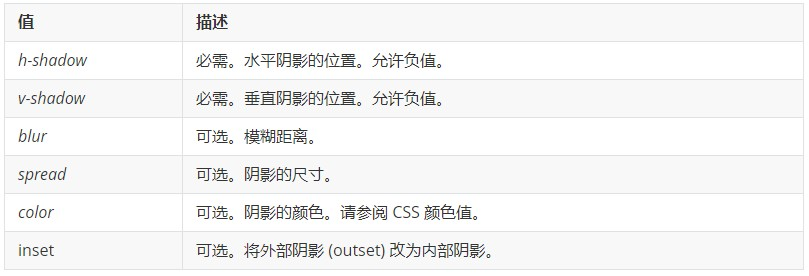 值 描述
h-shadow 必需。水平阴影的位置。允许负值。
v-shadow 必需。垂直阴影的位置。允许负值。
blur 可选。模糊距离。
spread 可选。阴影的尺寸。
color 可选。阴影的颜色。请参阅 CSS 颜色值。
inset 可选。将外部阴影 (outset) 改为内部阴影。